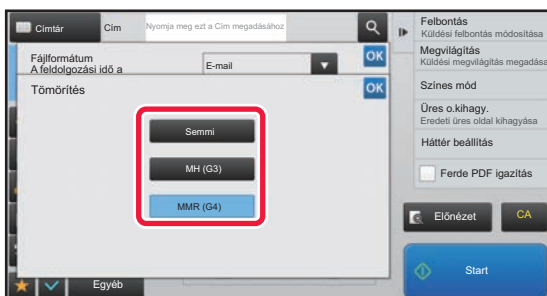 Címtár
Cím
Nyomja meg ezt a Cím megadásához
Fájlformátum
A feldolgozási idő a
E-mail
OK
Tömörítés
OK
Semmi
MH (G3)
MMR (G4)
Egyéb
Felbontás
Küldési felbontás módosítása
Megvilágítás
Küldési megvilágítás megadása
Színes mód
Üres o.kihagy.
Eredeti üres oldal kihagyása
Háttér beállítás
Ferde PDF igazítás
Előnézet
CA
Start